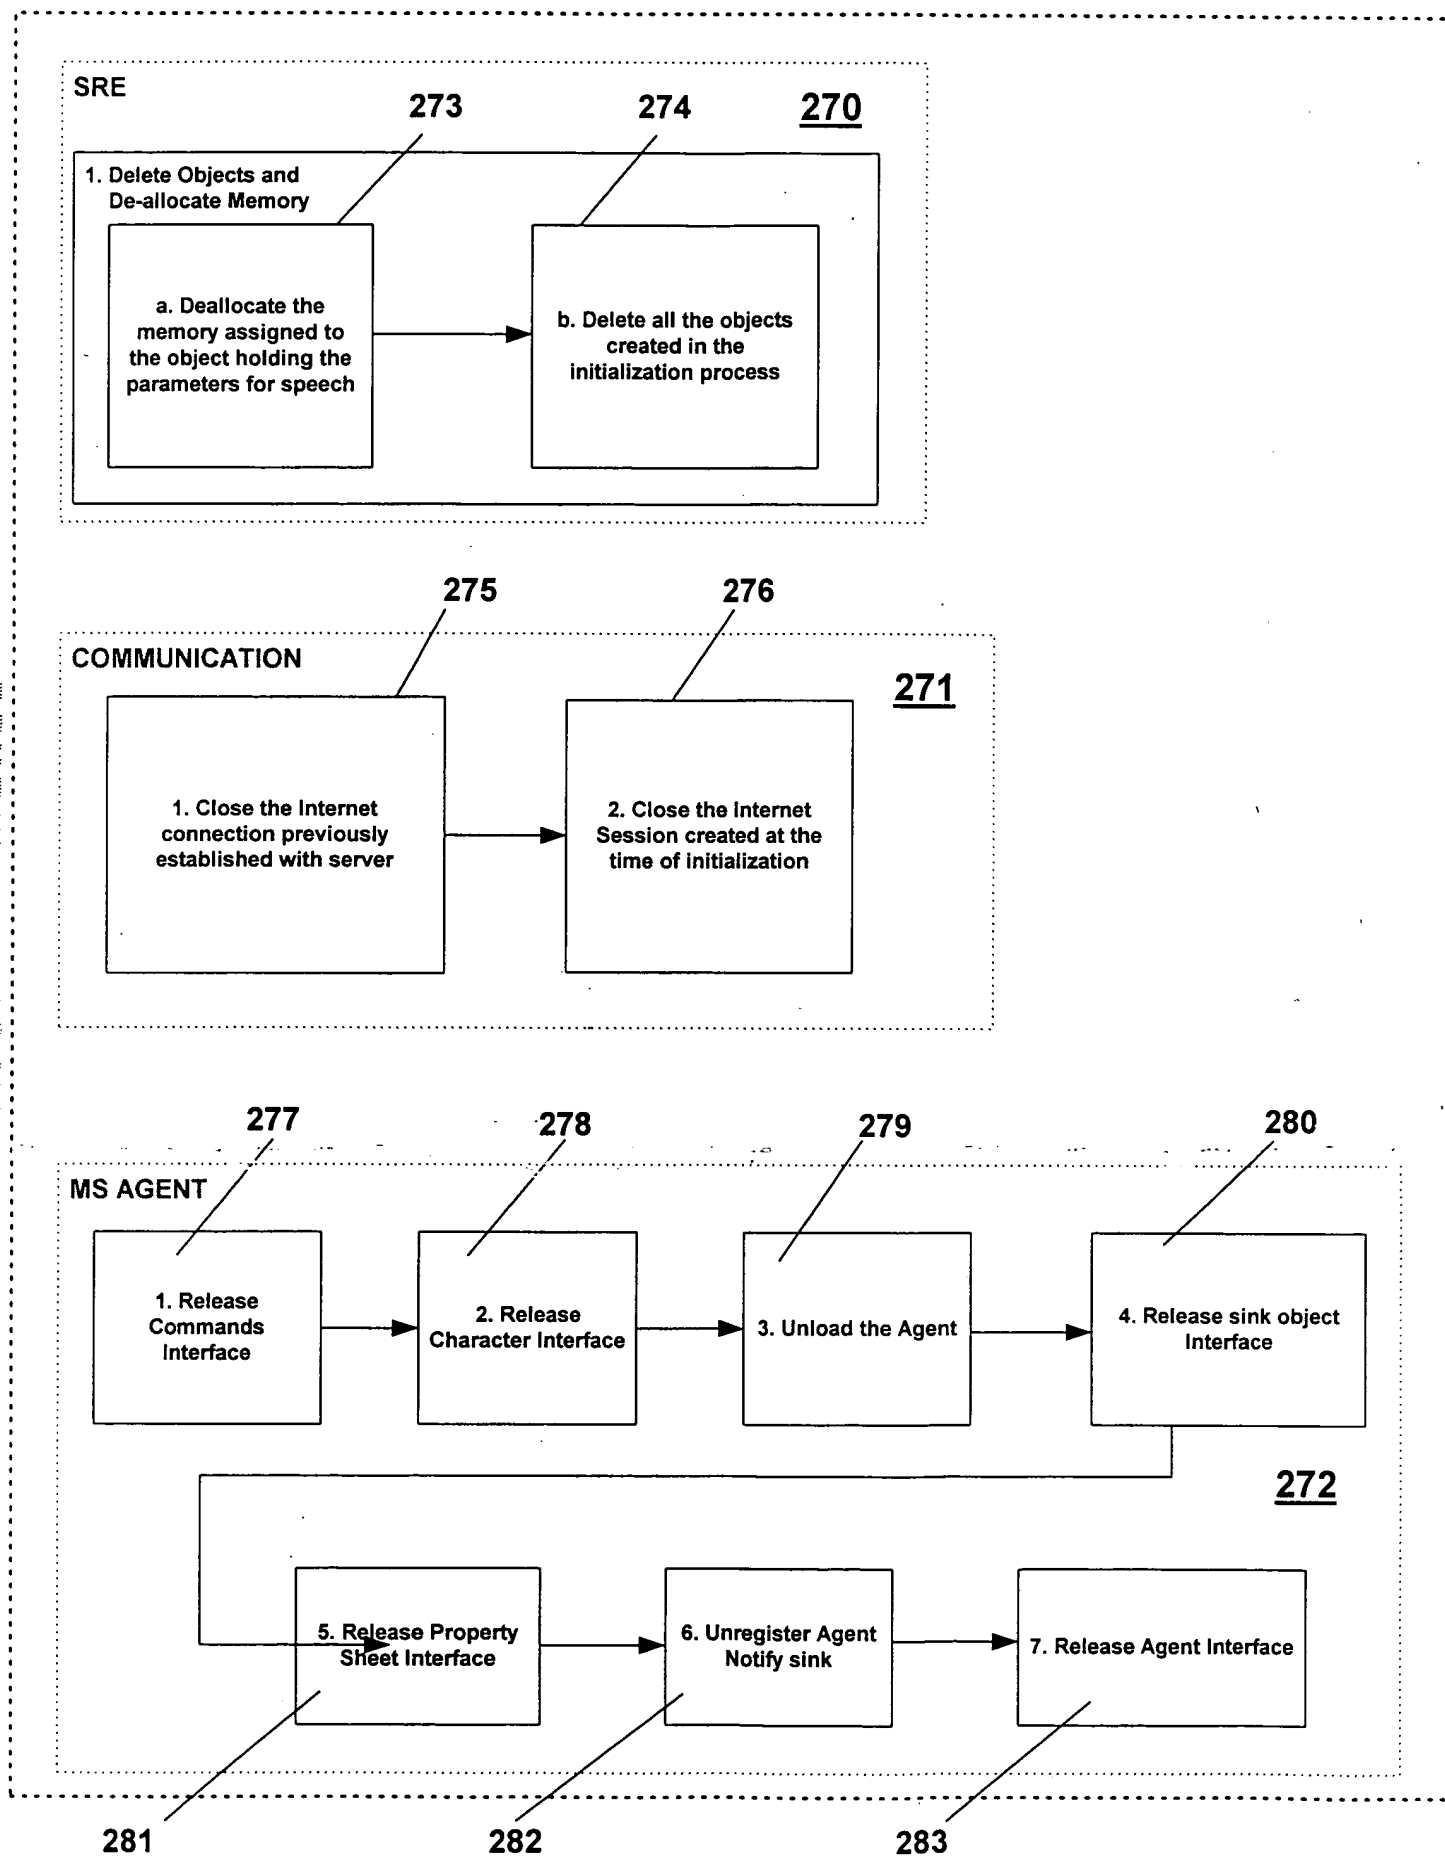 SRE
273
274
270
1. Delete Objects and
De-allocate Memory
a. Deallocate the
memory assigned to
the object holding the
parameters for speech
b. Delete all the objects
created in the
initialization process
275
276
COMMUNICATION
271
1. Close the Internet
connection previously
established with server
2. Close the Internet
Session created at the
time of initialization
277
278
279
280
MS AGENT
1. Release
Commands
Interface
2. Release
Character Interface
3. Unload the Agent
4. Release sink object
Interface
272
5. Release Property
Sheet Interface
6. Unregister Agent
Notify sink
7. Release Agent Interface
281
282
283